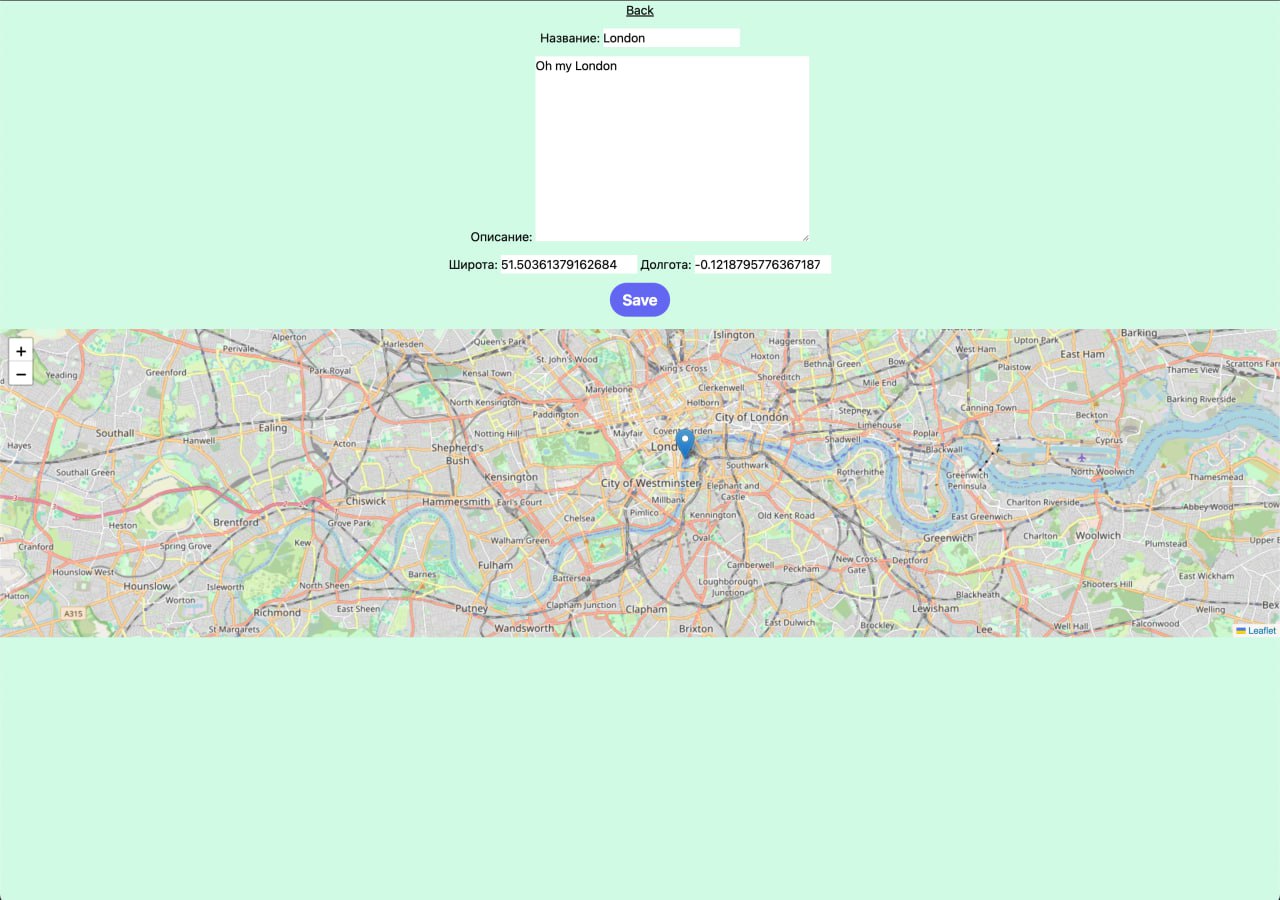 Back
Название: London
Oh my London
Описание:
Широта: 51.50361379162684 Долгота: -0.1218795776367187
Save
+
−
Alperton
Harlesden
Queen's Park
Islington
Haggerston
Upton Park
Barking
Perivale
St. John's Wood
Hoxton
West Ham
East Ham
Greenford
Park Royal
Kensal Town
King's Cross
Shoreditch
Bethnal Green
Bow
Plaistow
Thames View
Scrattons Far
Yeading
Marylebone
Clerkenwell
Mile End
North Kensington
Holborn
Canning Town
Beckton
Barking Riverside
Paddington
City of London
Stepney
Limehouse
Southall
Hanwell
Ealing
Acton
Notting Hill
Mayfair
Covent Garden
Shadwell
Poplar
Cyprus
Hayes
Shepherd's
Bush
Lond
Blackwall
Southwark
Rotherhithe
Greenwich
Peninsula
North Woolwich
Thamesmead
Southall Green
Kensington
City of Westminster
Elephant and
Castle
Chiswick
Hammersmith
Earl's Court
Millbank
Charlton Riverside
Abbey Wood
Low
Heston
Brentford
Grove Park
Chelsea
Pimlico
Kennington
Old Kent Road
East Greenwich
Cranford
Spring Grove
Kew
Walham Green
Oval
Greenwich
Charlton
Woolwich
Plumstead
Upper B
Hounslow West
Hounslow
Isleworth
North Sheen
Barnes
Fulham
Battersea
Camberwell
Peckham
New Cross
Gate
Deptford
Loughborough
Junction
Shooters Hill
East Wickham
Hatton
Worton
Blackheath
A315
Richmond
East Sheen
Putney
Clapham Junction
Clapham
Lewisham
Welling
Bex
St Margarets
Wandsworth
Brixton
East Dulwich
Brockley
Lee
Well Hall
Falconwood
Leaflet